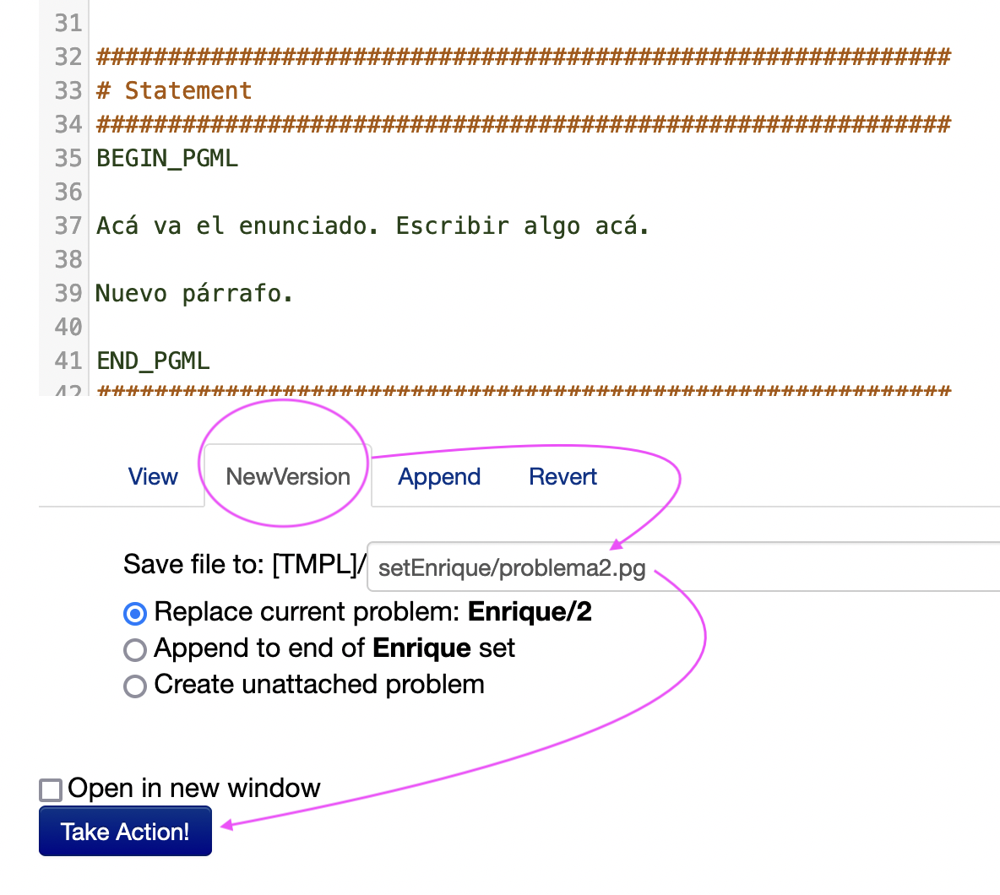 31
32 ############################################################
33 # Statement
34 ############################################################
35 BEGIN_PGML
36
37 Acá va el enunciado. Escribir algo acá.
38
39 Nuevo párrafo.
40
41 END_PGML
42 ############################################################
View NewVersion Append Revert
Save file to: [TMPL]/ setEnrique/problema2.pg
Replace current problem: Enrique/2
Append to end of Enrique set
Create unattached problem
Open in new window
Take Action!